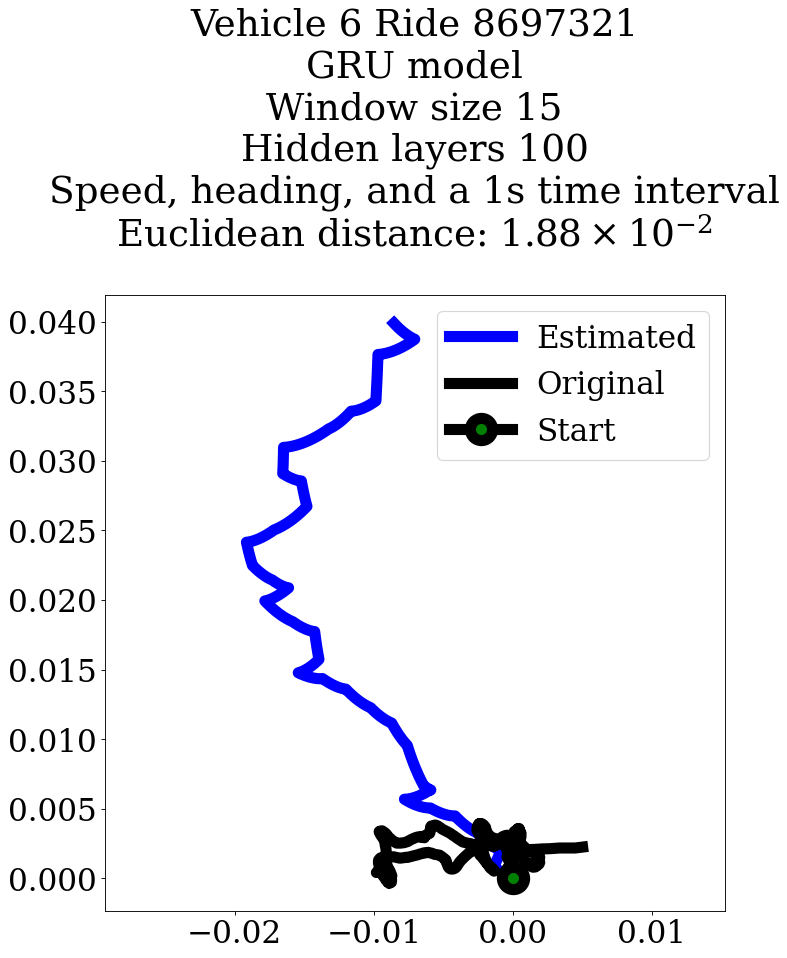 Vehicle 6 Ride 8697321
GRU model
Window size 15
Hidden layers 100
Speed, heading, and a 1s time interval
Euclidean distance: 1.88 × 10⁻²
Estimated
Original
Start
0.040
0.035
0.030
0.025
0.020
0.015
0.010
0.005
0.000
−0.02 −0.01 0.00 0.01